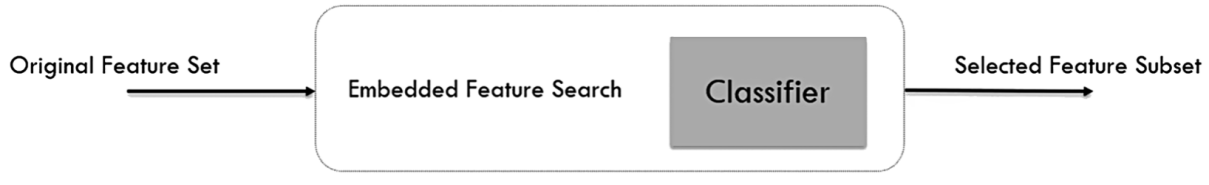 Original Feature Set
Embedded Feature Search
Classifier
Selected Feature Subset